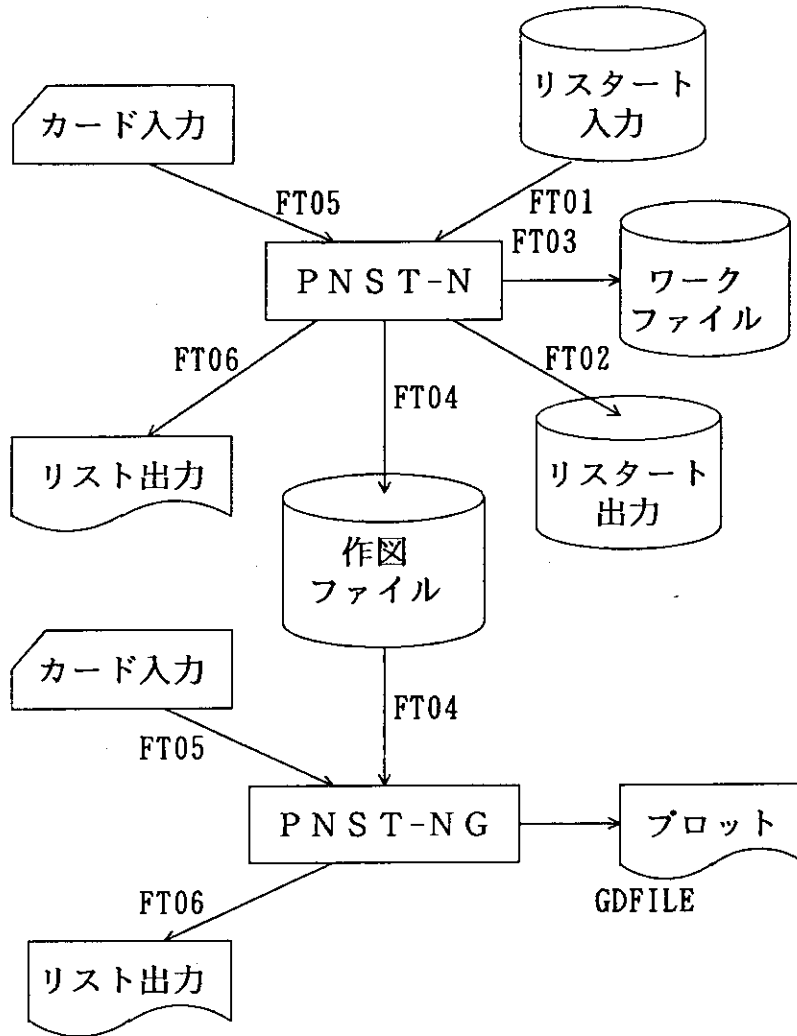 リスタート
入力
カード入力
FT05
FT01
FT03
PNST-N
ワーク
ファイル
FT06
FT02
FT04
リスト出力
リスタート
出力
作図
ファイル
カード入力
FT04
FT05
PNST-NG
プロット
FT06
GDFILE
リスト出力